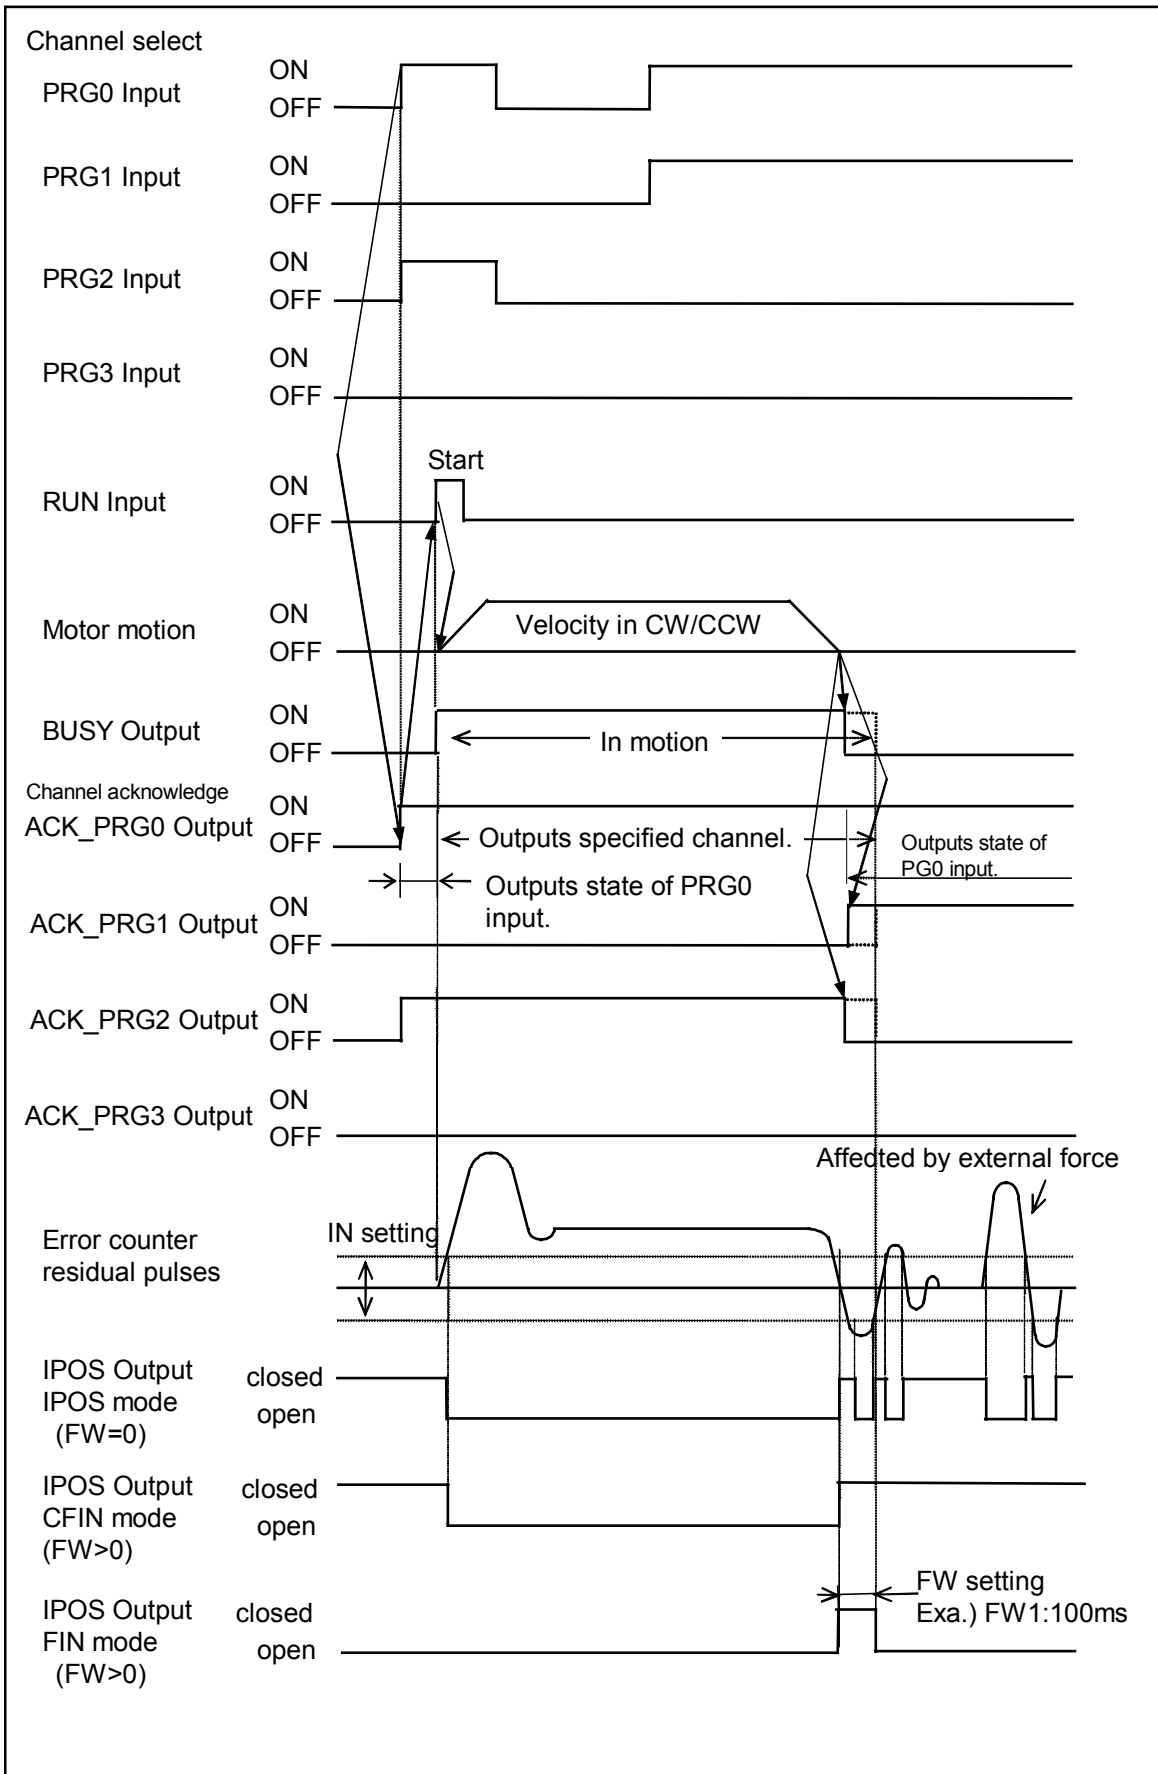 Channel select
PRG0 Input
ON
OFF
PRG1 Input
ON
OFF
PRG2 Input
ON
OFF
PRG3 Input
ON
OFF
Start
RUN Input
ON
OFF
Motor motion
ON
OFF
Velocity in CW/CCW
BUSY Output
ON
OFF
In motion
Channel acknowledge
ACK_PRG0 Output
ON
OFF
Outputs specified channel.
Outputs state of
PG0 input.
Outputs state of PRG0
input.
ACK_PRG1 Output
ON
OFF
ACK_PRG2 Output
ON
OFF
ACK_PRG3 Output
ON
OFF
Affected by external force
IN setting
Error counter
residual pulses
IPOS Output
IPOS mode
(FW=0)
closed
open
IPOS Output
CFIN mode
(FW>0)
closed
open
FW setting
Exa.) FW1:100ms
IPOS Output
FIN mode
(FW>0)
closed
open